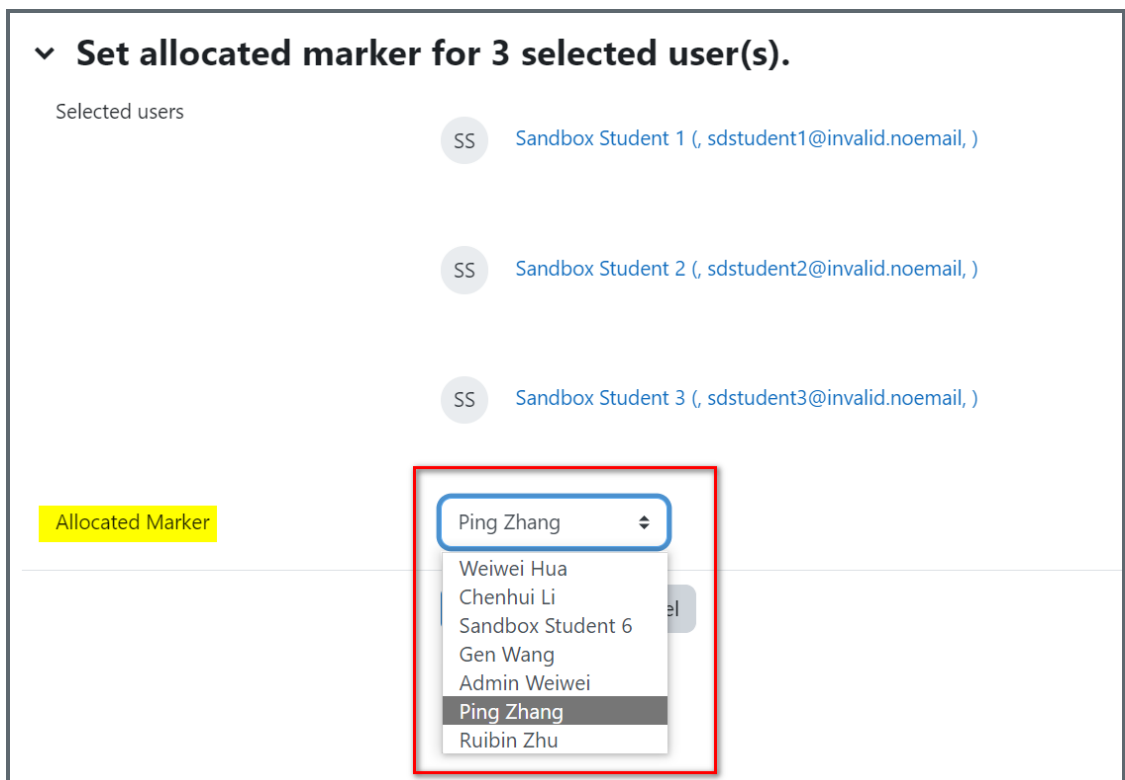 Set allocated marker for 3 selected user(s).
Selected users
SS Sandbox Student 1 (, sdstudent1@invalid.noemail, )
SS Sandbox Student 2 (, sdstudent2@invalid.noemail, )
SS Sandbox Student 3 (, sdstudent3@invalid.noemail, )
Allocated Marker Ping Zhang
Weiwei Hua
Chenhui Li
Sandbox Student 6
Gen Wang
Admin Weiwei
Ping Zhang
Ruibin Zhu